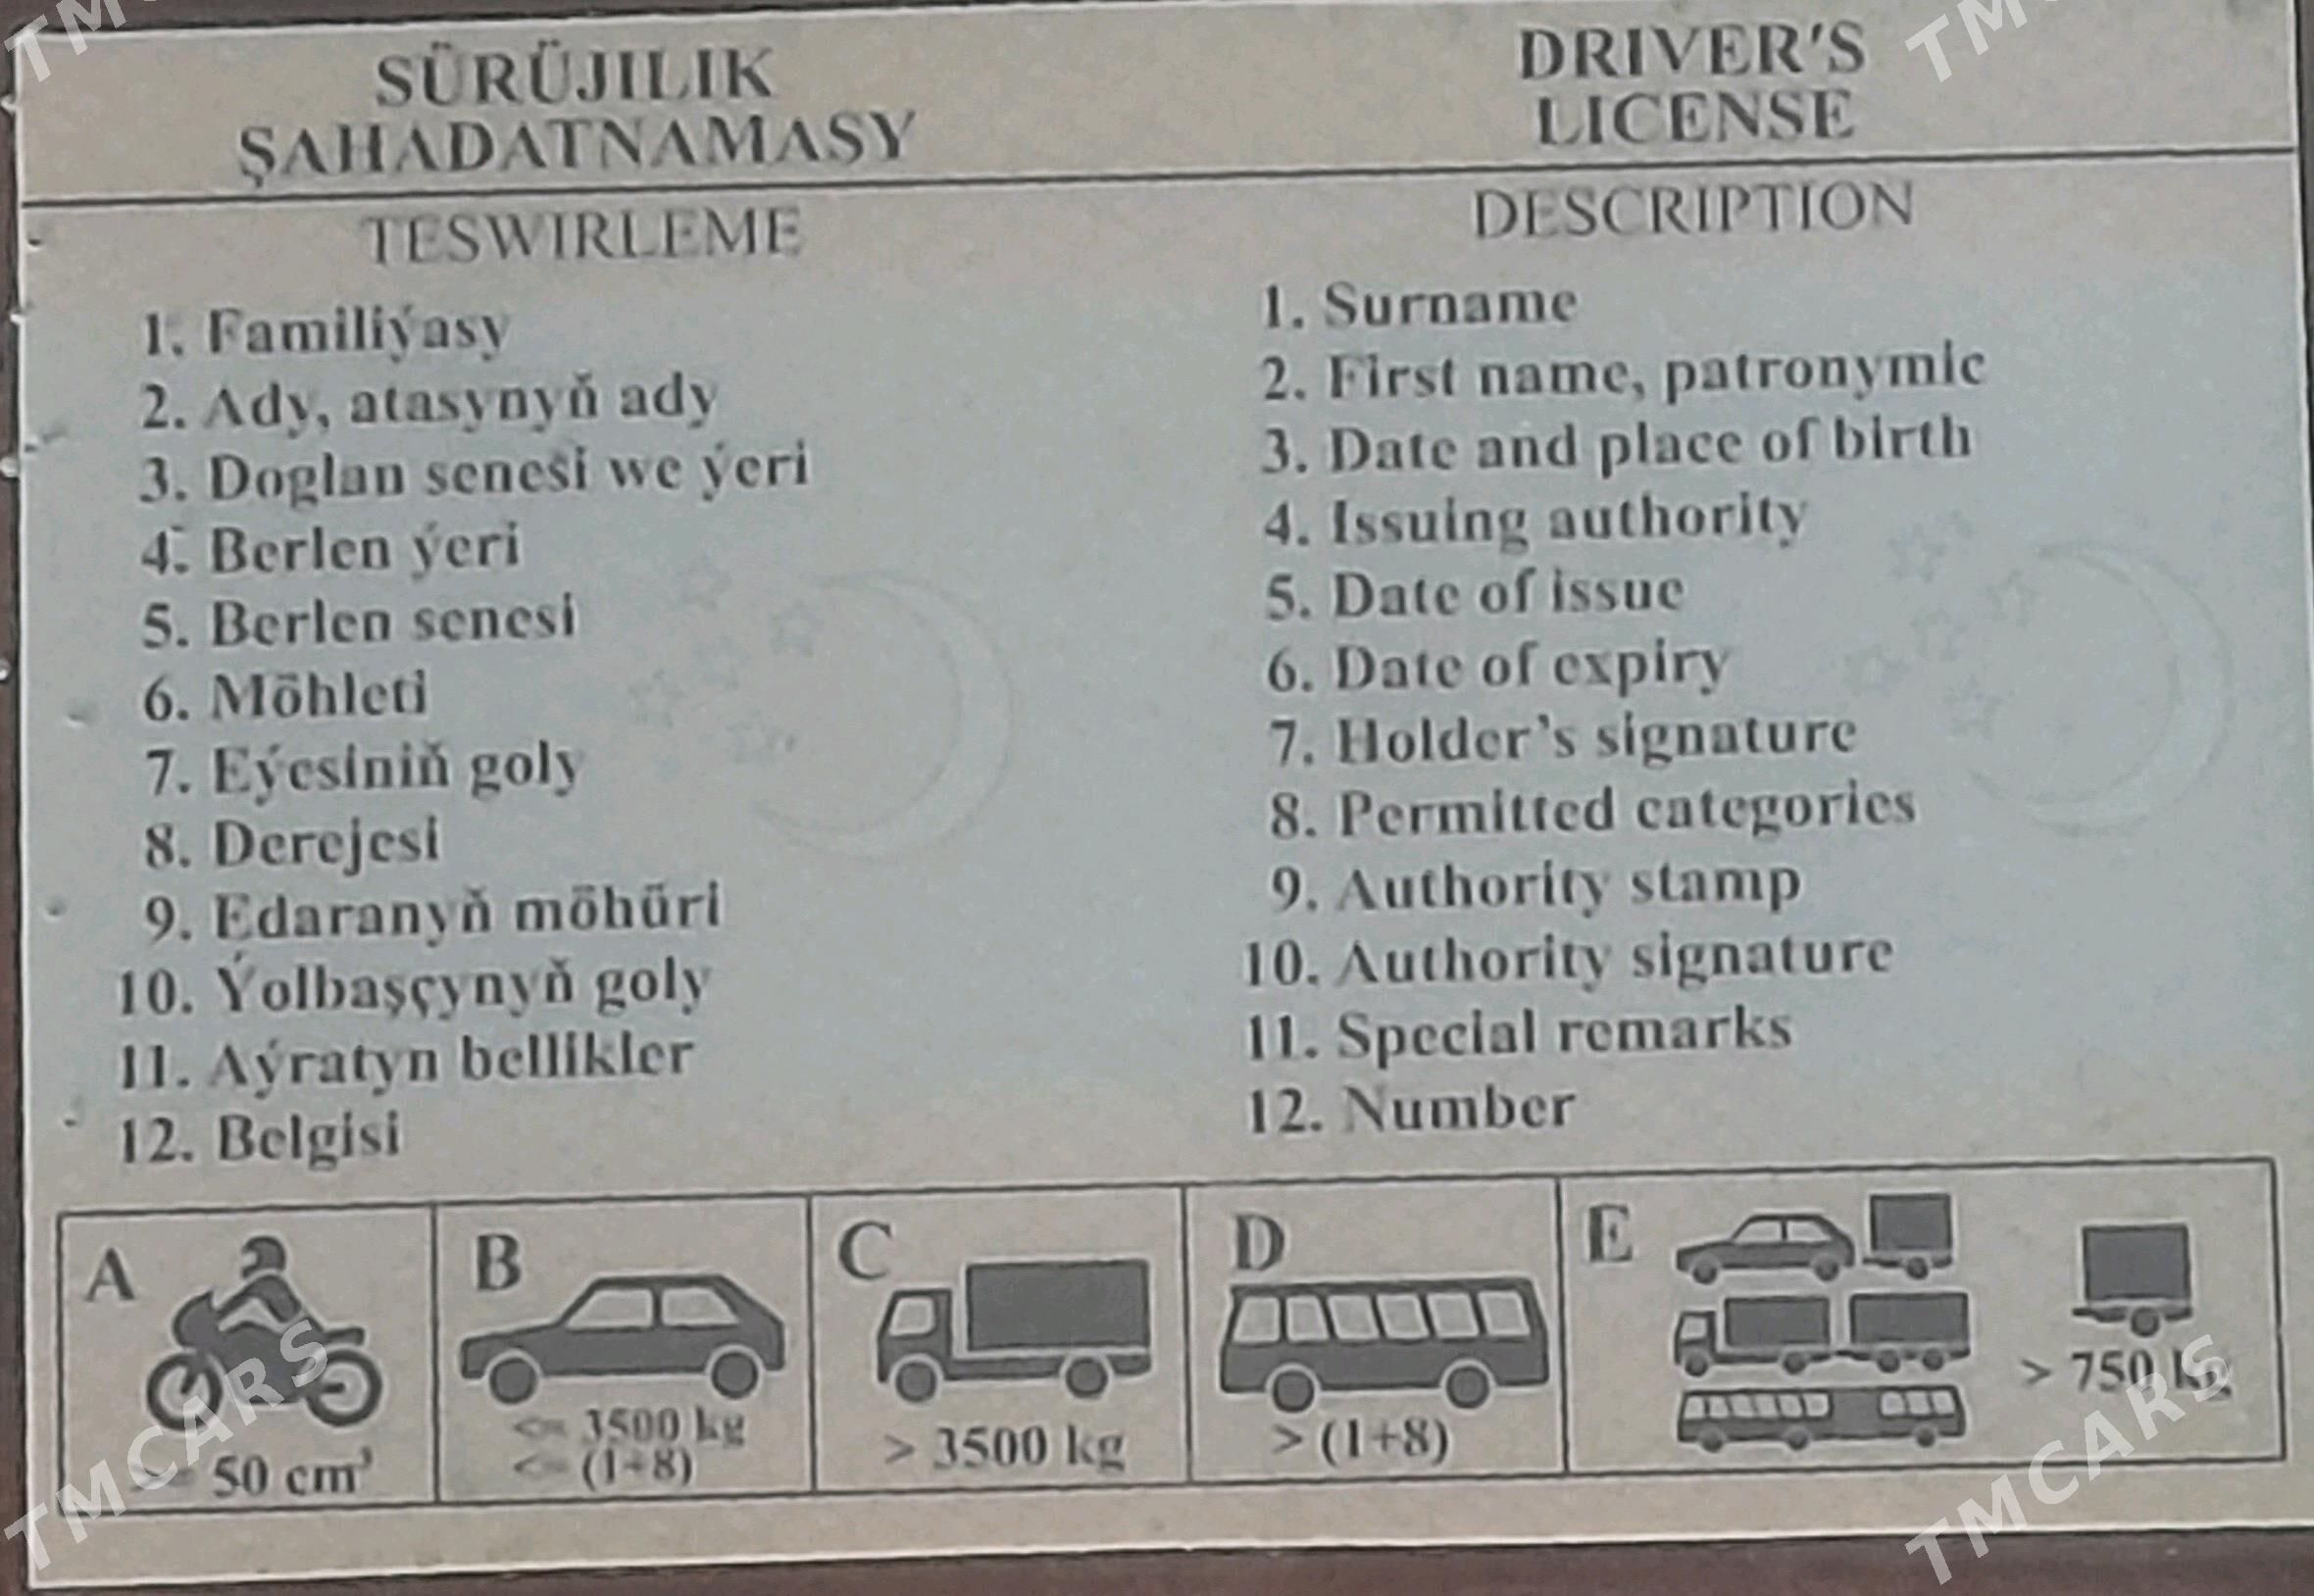 SÜRÜJILIK
ŞAHADATNAMASY
TESWIRLEME
1. Familiýasy
2. Ady, atasynyň ady
3. Doglan senesi we ýeri
4. Berlen ýeri
5. Berlen senesi
6. Möhleti
7. Eýesiniň goly
8. Derejesi
9. Edaranyň möhüri
10. Ýolbaşçynyň goly
11. Aýratyn bellikler
12. Belgisi
DRIVER'S
LICENSE
DESCRIPTION
1. Surname
2. First name, patronymic
3. Date and place of birth
4. Issuing authority
5. Date of issue
6. Date of expiry
7. Holder's signature
8. Permitted categories
9. Authority stamp
10. Authority signature
11. Special remarks
12. Number
A
>= 50 cm³
B
<= 3500 kg
<= (1+8)
C
> 3500 kg
D
> (1+8)
E
> 750 kg
TMCARS
TMCARS